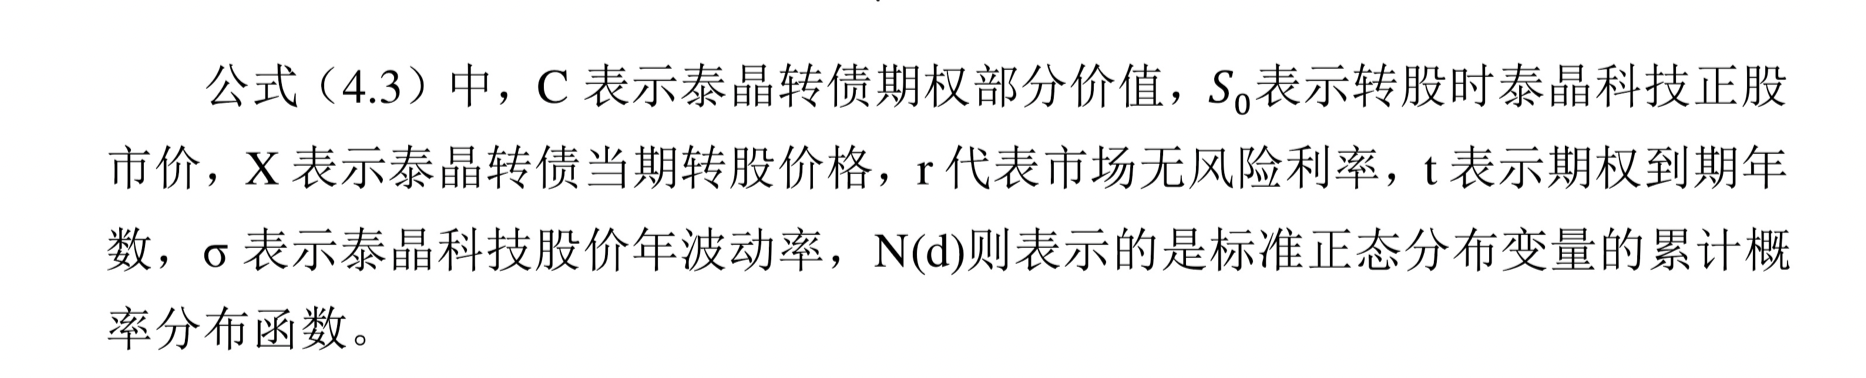 公式（4.3）中，C 表示泰晶转债期权部分价值，S₀表示转股时泰晶科技正股
市价，X 表示泰晶转债当期转股价格，r 代表市场无风险利率，t 表示期权到期年
数，σ 表示泰晶科技股价年波动率，N(d)则表示的是标准正态分布变量的累计概
率分布函数。